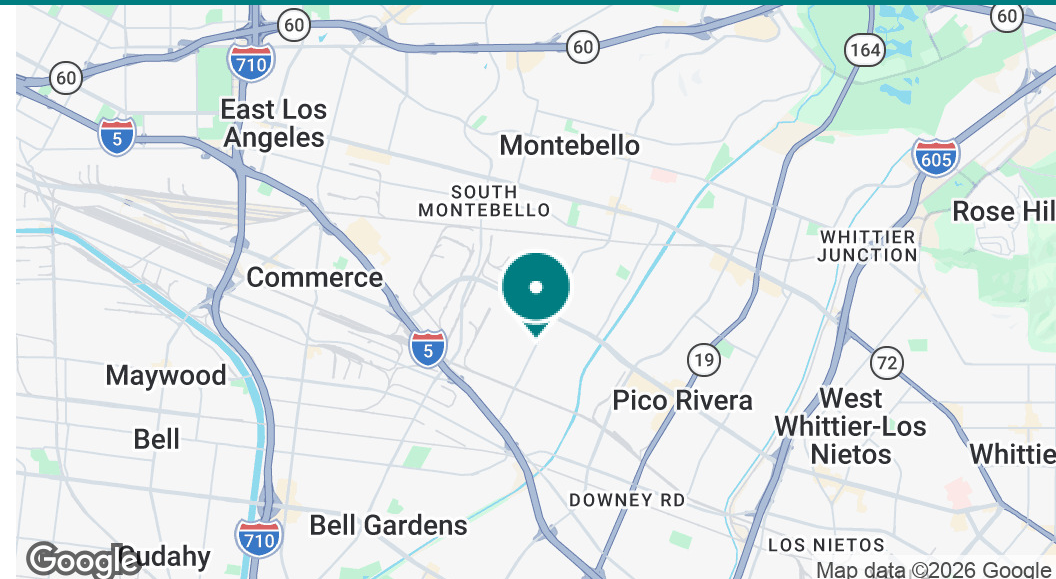 60
60
60
164
710
60
East Los
Angeles
5
Montebello
605
SOUTH
MONTEBELLO
Rose Hil
WHITTIER
JUNCTION
Commerce
5
19
72
Maywood
Pico Rivera
West
Whittier-Los
Nietos
Bell
Whittie
DOWNEY RD
Bell Gardens
710
LOS NIETOS
Google
Cudahy
Map data ©2026 Google